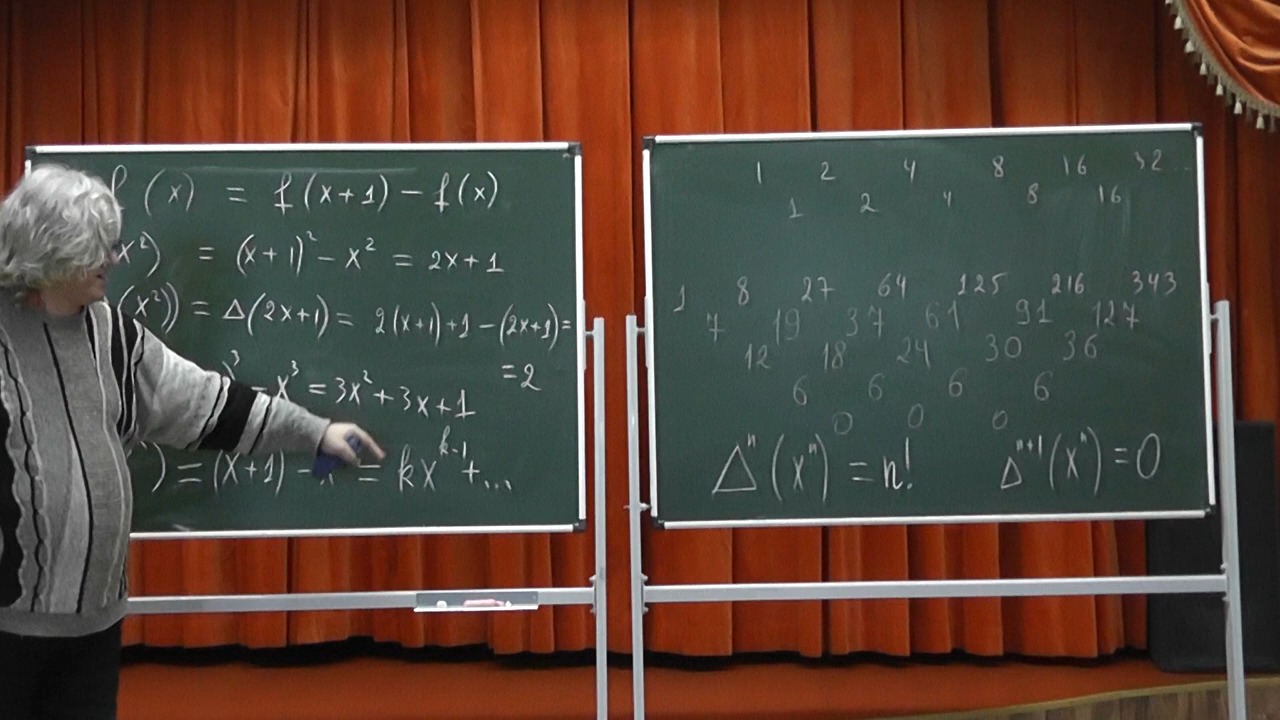 f(x) = f(x+1) − f(x)
x²) = (x+1)² − x² = 2x+1
(x²)) = Δ(2x+1) = 2(x+1)+1 − (2x+1) =
= 2
³ − x³ = 3x²+3x+1
) = (x+1) − = kx^{k-1} + ...
1 2 4 8 16 32 ...
1 2 4 8 16
1 8 27 64 125 216 343
7 19 37 61 91 127
12 18 24 30 36
6 6 6 6
0 0 0
Δⁿ(xⁿ) = n! Δⁿ⁺¹(xⁿ) = 0